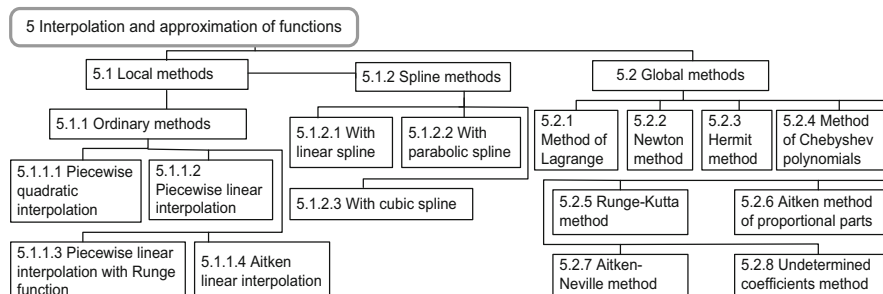 5 Interpolation and approximation of functions
5.1 Local methods
5.1.2 Spline methods
5.2 Global methods
5.1.1 Ordinary methods
5.1.2.1 With
linear spline
5.1.2.2 With
parabolic spline
5.2.1
Method of
Lagrange
5.2.2
Newton
method
5.2.3
Hermit
method
5.2.4 Method
of Chebyshev
polynomials
5.1.1.1 Piecewise
quadratic
interpolation
5.1.1.2
Piecewise linear
interpolation
5.1.2.3 With cubic spline
5.2.5 Runge-Kutta
method
5.2.6 Aitken method
of proportional parts
5.1.1.3 Piecewise linear
interpolation with Runge
function
5.1.1.4 Aitken
linear interpolation
5.2.7 Aitken-
Neville method
5.2.8 Undetermined
coefficients method